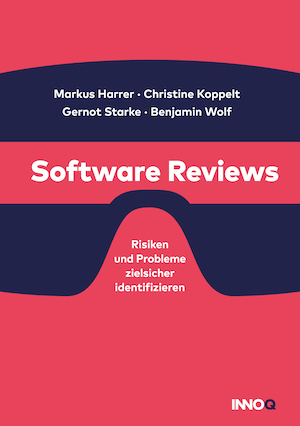 Markus Harrer · Christine Koppelt
Gernot Starke · Benjamin Wolf
Software Reviews
Risiken
und Probleme
zielsicher
identifizieren
INNOQ